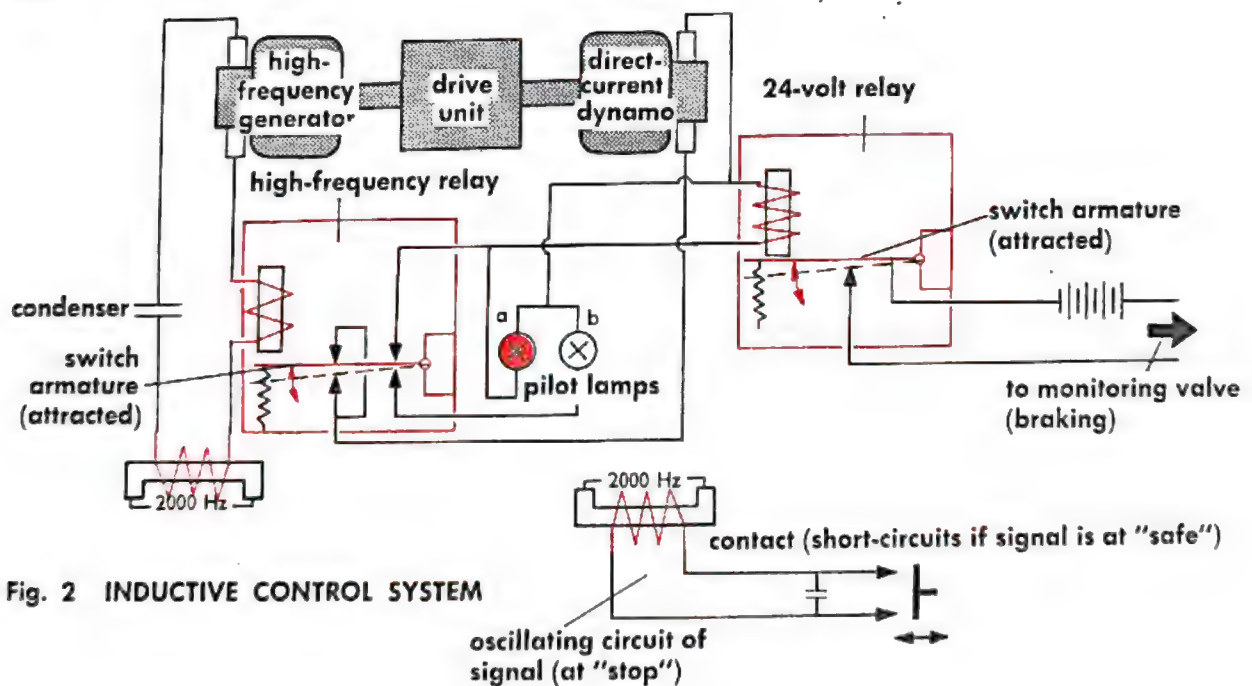 high-
frequency
generator
drive
unit
direct-
current
dynamo
24-volt relay
high-frequency relay
switch armature
(attracted)
condenser
a
b
switch
armature
(attracted)
pilot lamps
to monitoring valve
(braking)
2000 Hz
2000 Hz
contact (short-circuits if signal is at "safe")
Fig. 2 INDUCTIVE CONTROL SYSTEM
oscillating circuit of
signal (at "stop")